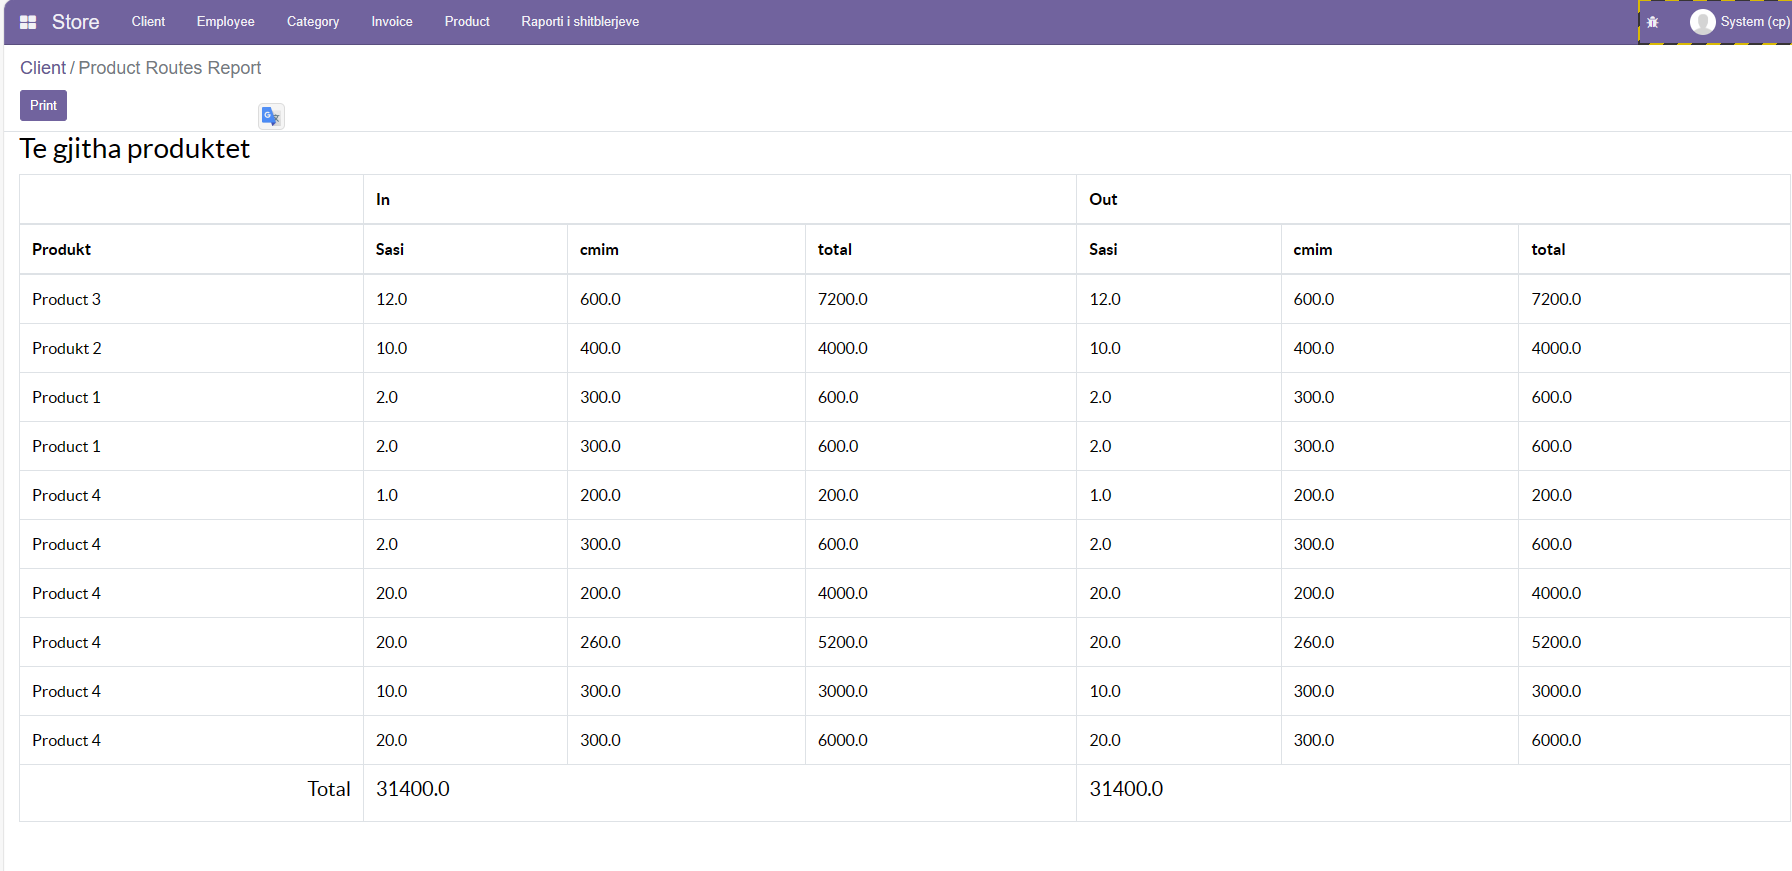 Store Client Employee Category Invoice Product Raporti i shitblerjeve System (cp)
Client / Product Routes Report
Print
Te gjitha produktet
In Out
Produkt Sasi cmim total Sasi cmim total
Product 3 12.0 600.0 7200.0 12.0 600.0 7200.0
Produkt 2 10.0 400.0 4000.0 10.0 400.0 4000.0
Product 1 2.0 300.0 600.0 2.0 300.0 600.0
Product 1 2.0 300.0 600.0 2.0 300.0 600.0
Product 4 1.0 200.0 200.0 1.0 200.0 200.0
Product 4 2.0 300.0 600.0 2.0 300.0 600.0
Product 4 20.0 200.0 4000.0 20.0 200.0 4000.0
Product 4 20.0 260.0 5200.0 20.0 260.0 5200.0
Product 4 10.0 300.0 3000.0 10.0 300.0 3000.0
Product 4 20.0 300.0 6000.0 20.0 300.0 6000.0
Total 31400.0 31400.0